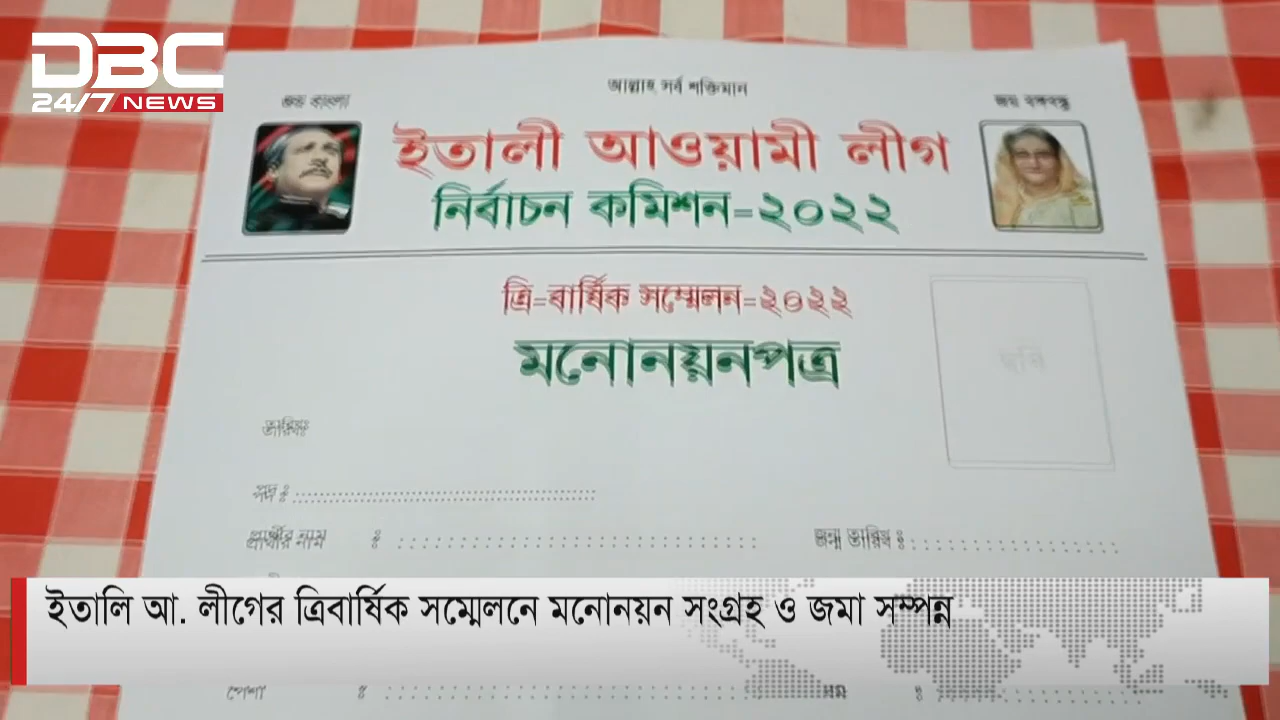 DBC
24/7 NEWS
আল্লাহ সর্ব শক্তিমান
জয় বাংলা
জয় বঙ্গবন্ধু
ইতালী আওয়ামী লীগ
নির্বাচন কমিশন-২০২২
ত্রি-বার্ষিক সম্মেলন-২০২২
মনোনয়নপত্র
ছবি
তারিখঃ
পদ ঃ
প্রার্থীর নাম ঃ জন্ম তারিখ ঃ
ইতালি আ. লীগের ত্রিবার্ষিক সম্মেলনে মনোনয়ন সংগ্রহ ও জমা সম্পন্ন
পেশা ঃ